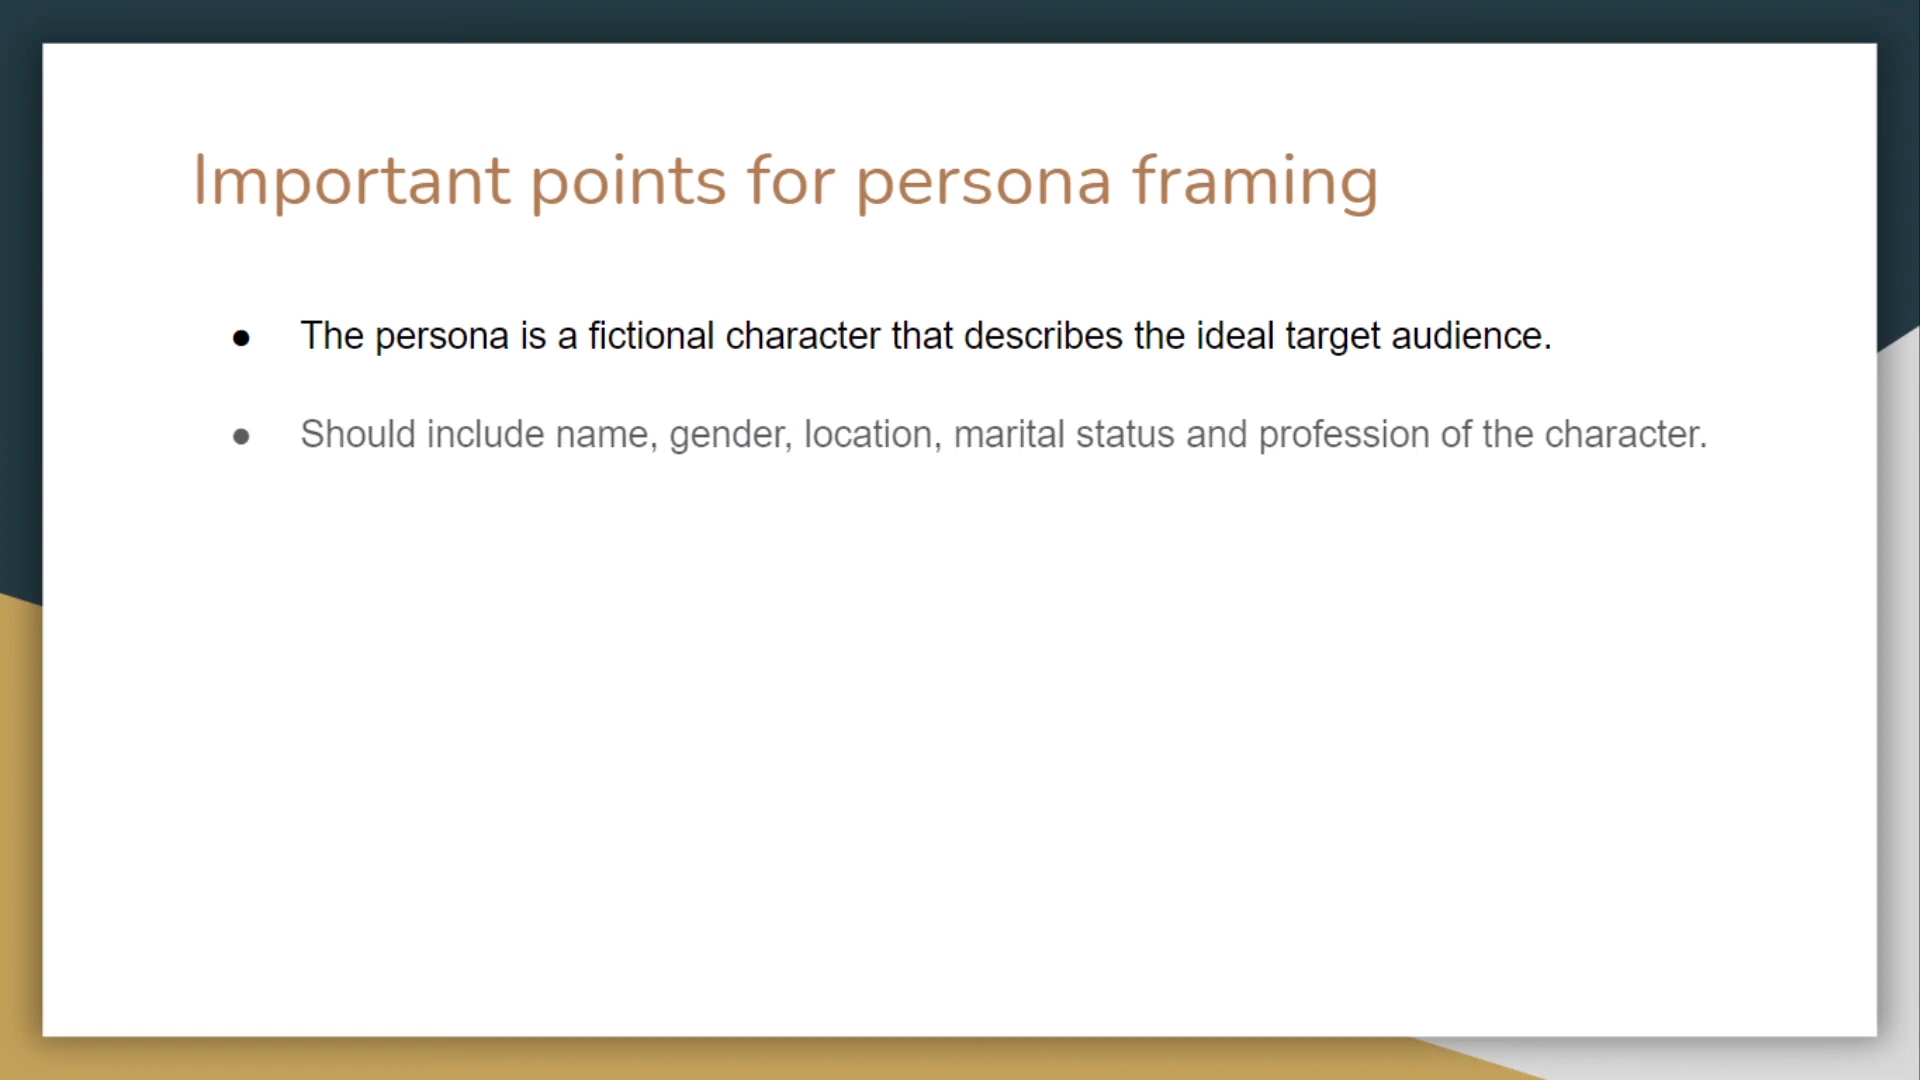 Important points for persona framing
● The persona is a fictional character that describes the ideal target audience.
● Should include name, gender, location, marital status and profession of the character.